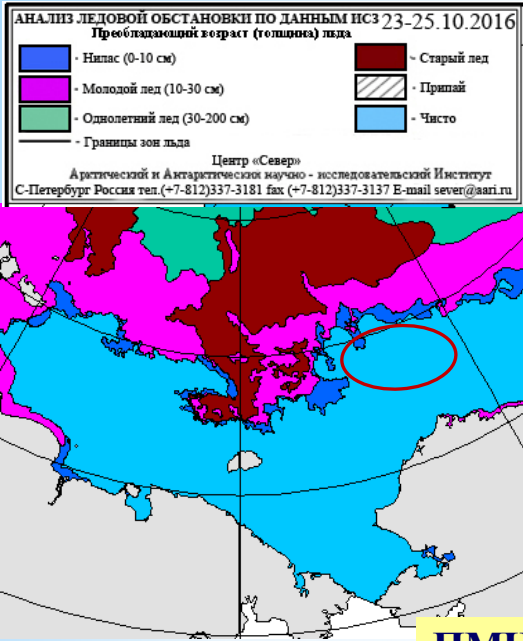 АНАЛИЗ ЛЕДОВОЙ ОБСТАНОВКИ ПО ДАННЫМ ИСЗ 23-25.10.2016
Преобладающий возраст (толщина) льда
- Нилас (0-10 см)
- Старый лед
- Молодой лед (10-30 см)
- Припай
- Однолетний лед (30-200 см)
- Чисто
- Границы зон льда
Центр «Север»
Арктический и Антарктический научно - исследовательский Институт
С-Петербург Россия тел.(+7-812)337-3181 fax (+7-812)337-3137 E-mail sever@aari.ru